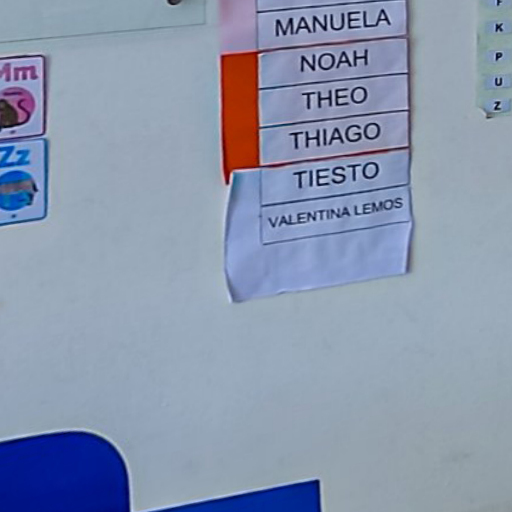 MANUELA
NOAH
THEO
THIAGO
TIESTO
VALENTINA LEMOS
Mm
Zz
F
K
P
U
Z